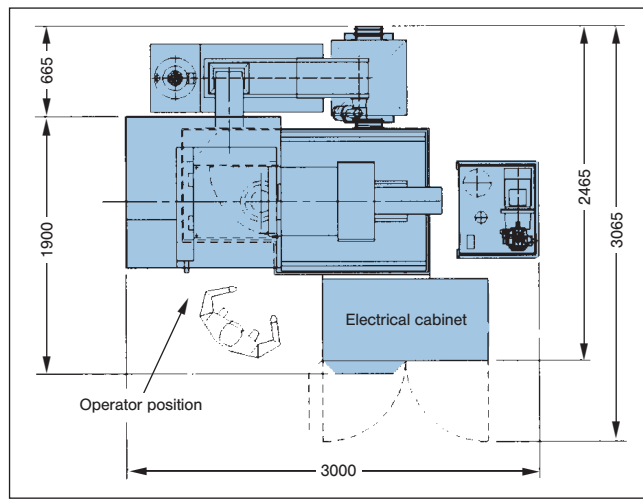 665
1900
2465
3065
Electrical cabinet
Operator position
3000